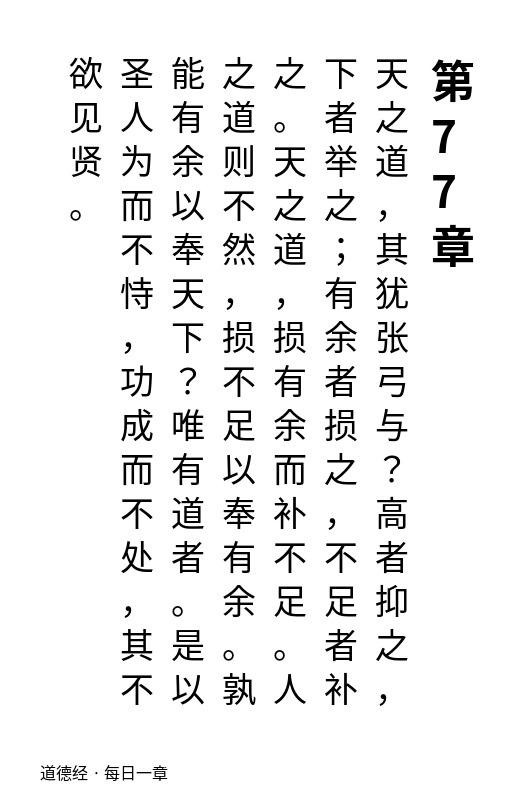 第77章
天之道，其犹张弓与？高者抑之，
下者举之；有余者损之，不足者补
之。天之道，损有余而补不足。人
之道则不然，损不足以奉有余。孰
能有余以奉天下？唯有道者。是以
圣人为而不恃，功成而不处，其不
欲见贤。
道德经 · 每日一章